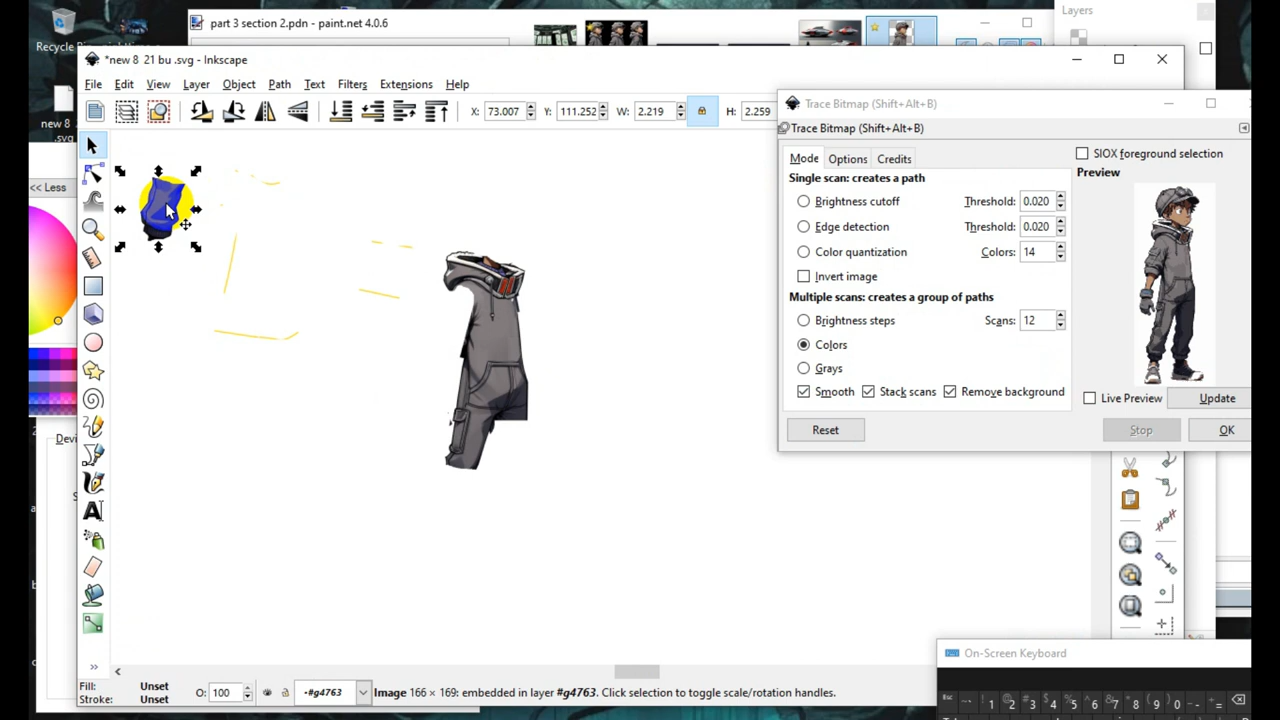 part 3 section 2.pdn - paint.net 4.0.6
Layers
Recycle
*new 8 21 bu .svg - Inkscape
File Edit View Layer Object Path Filters Text Extensions Help
X: 73.007 Y: 111.252 W: 2.219 H: 2.259
new 8
.svg
<< Less
Trace Bitmap (Shift+Alt+B)
Trace Bitmap (Shift+Alt+B)
Mode Options Credits
SIOX foreground selection
Preview
Single scan: creates a path
Brightness cutoff Threshold: 0.020
Edge detection Threshold: 0.020
Color quantization Colors: 14
Invert image
Multiple scans: creates a group of paths
Brightness steps Scans: 12
Colors
Grays
Smooth Stack scans Remove background
Live Preview Update
Reset Stop OK
On-Screen Keyboard
Fill: Unset
Stroke: Unset
O: 100
-#g4763
Image 166 × 169: embedded in layer #g4763. Click selection to toggle scale/rotation handles.